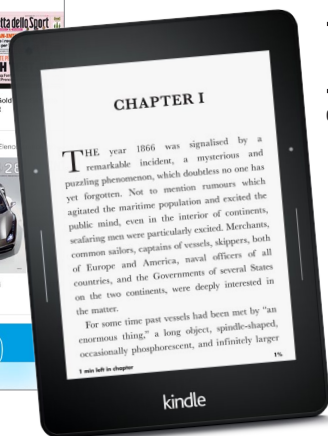 dello Sport
Gold
CHAPTER I
THE year 1866 was signalised by a
remarkable incident, a mysterious and
puzzling phenomenon, which doubtless no one has
yet forgotten. Not to mention rumours which
agitated the maritime population and excited the
public mind, even in the interior of continents,
seafaring men were particularly excited. Merchants,
common sailors, captains of vessels, skippers, both
of Europe and America, naval officers of all
countries, and the Governments of several States
on the two continents, were deeply interested in
the matter.
For some time past vessels had been met by "an
enormous thing," a long object, spindle-shaped,
occasionally phosphorescent, and infinitely larger
1 min left in chapter 1%
kindle